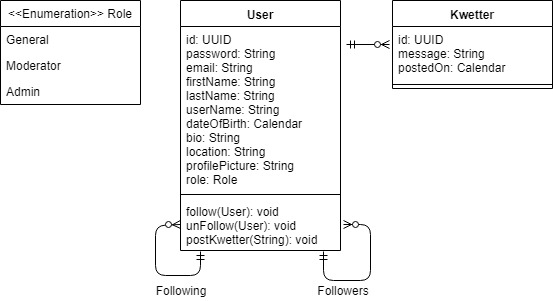 <<Enumeration>> Role
General
Moderator
Admin
User
id: UUID
password: String
email: String
firstName: String
lastName: String
userName: String
dateOfBirth: Calendar
bio: String
location: String
profilePicture: String
role: Role
follow(User): void
unFollow(User): void
postKwetter(String): void
Kwetter
id: UUID
message: String
postedOn: Calendar
Following
Followers